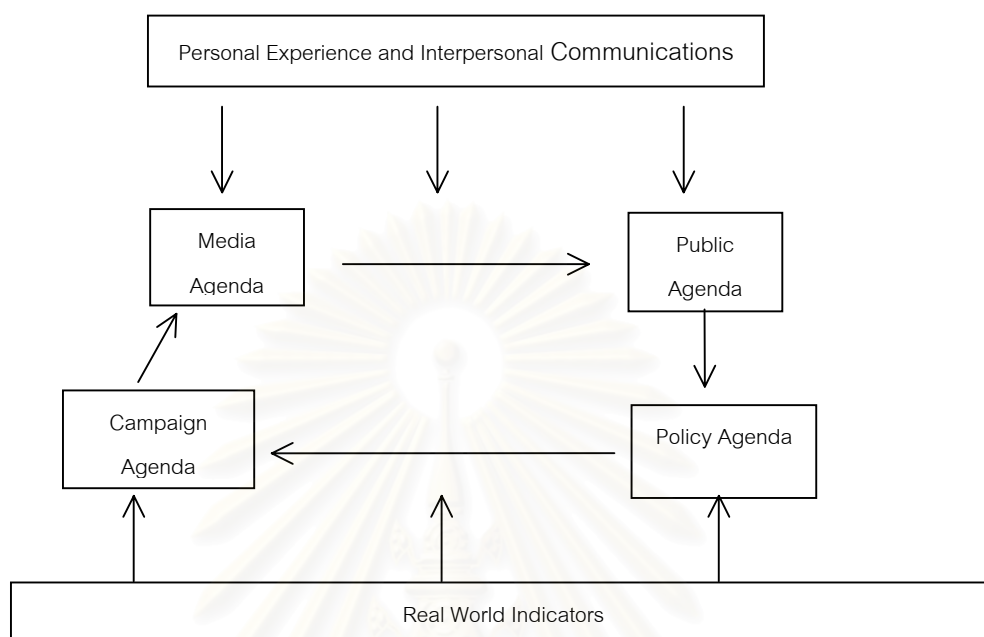 Personal Experience and Interpersonal Communications
Media
Agenda
Public
Agenda
Campaign
Agenda
Policy Agenda
Real World Indicators